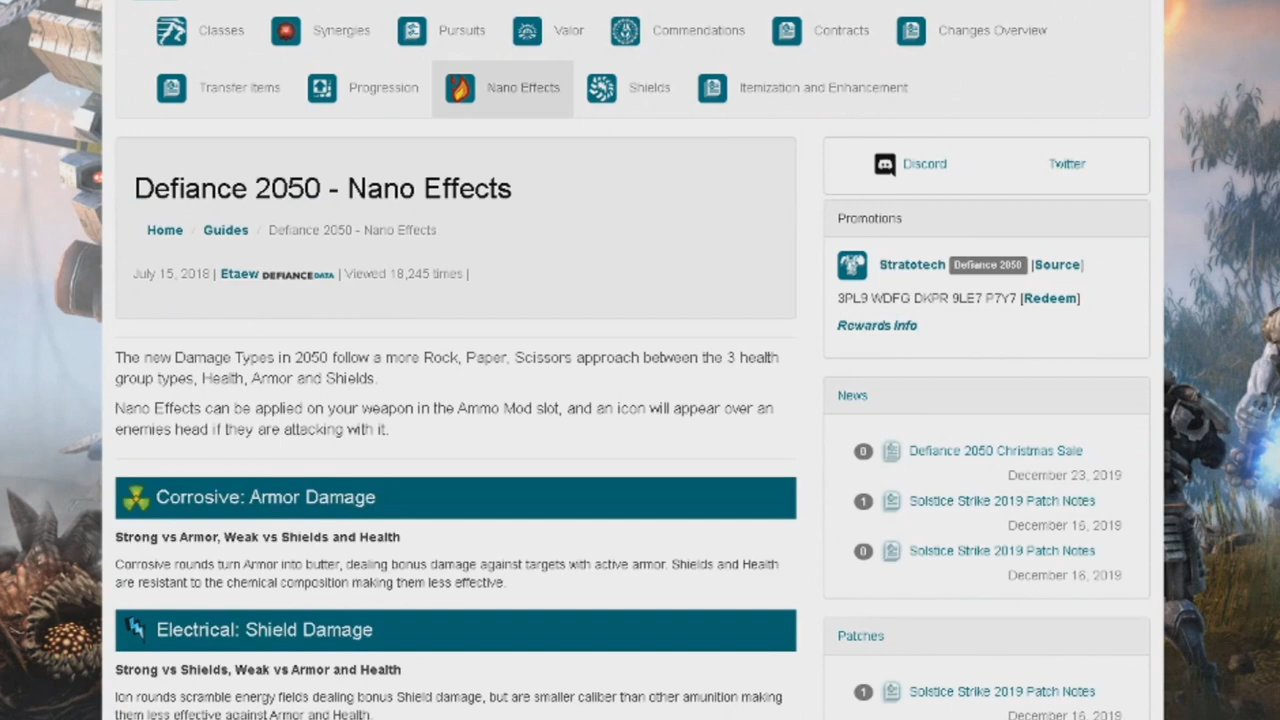 Classes Synergies Pursuits Valor Commendations Contracts Changes Overview
Transfer Items Progression Nano Effects Shields Itemization and Enhancement
Defiance 2050 - Nano Effects
Home / Guides / Defiance 2050 - Nano Effects
July 15, 2018 | Etaew DEFIANCEDATA | Viewed 18,245 times |
The new Damage Types in 2050 follow a more Rock, Paper, Scissors approach between the 3 health
group types, Health, Armor and Shields.
Nano Effects can be applied on your weapon in the Ammo Mod slot, and an icon will appear over an
enemies head if they are attacking with it.
Corrosive: Armor Damage
Strong vs Armor, Weak vs Shields and Health
Corrosive rounds turn Armor into butter, dealing bonus damage against targets with active armor. Shields and Health
are resistant to the chemical composition making them less effective.
Electrical: Shield Damage
Strong vs Shields, Weak vs Armor and Health
Ion rounds scramble energy fields dealing bonus Shield damage, but are smaller caliber than other amunition making
them less effective against Armor and Health.
Discord Twitter
Promotions
Stratotech Defiance 2050 [Source]
3PL9 WDFG DKPR 9LE7 P7Y7 [Redeem]
Rewards Info
News
0 Defiance 2050 Christmas Sale
December 23, 2019
1 Solstice Strike 2019 Patch Notes
December 16, 2019
0 Solstice Strike 2019 Patch Notes
December 16, 2019
Patches
1 Solstice Strike 2019 Patch Notes
December 16, 2019